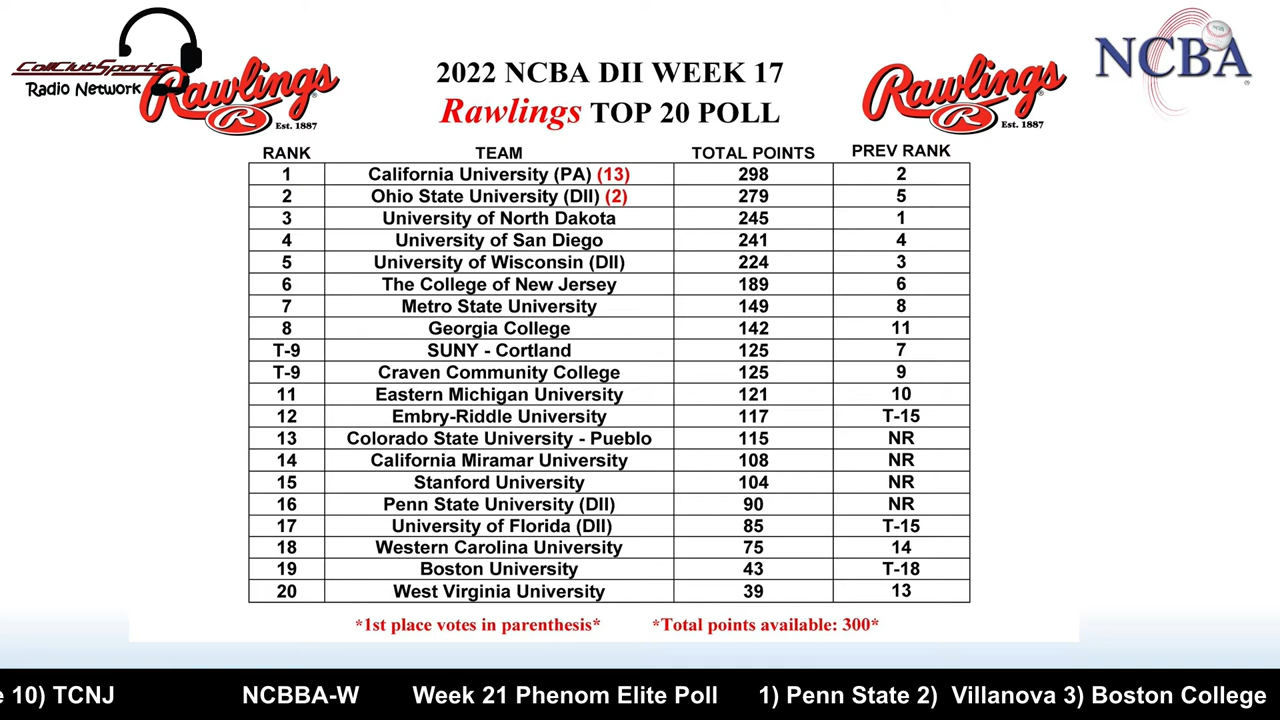 CollClubSports
Radio Network
Rawlings
R
Est. 1887
2022 NCBA DII WEEK 17
Rawlings TOP 20 POLL
Rawlings
R
Est. 1887
NCBA
RANK TEAM TOTAL POINTS PREV RANK
1 California University (PA) (13) 298 2
2 Ohio State University (DII) (2) 279 5
3 University of North Dakota 245 1
4 University of San Diego 241 4
5 University of Wisconsin (DII) 224 3
6 The College of New Jersey 189 6
7 Metro State University 149 8
8 Georgia College 142 11
T-9 SUNY - Cortland 125 7
T-9 Craven Community College 125 9
11 Eastern Michigan University 121 10
12 Embry-Riddle University 117 T-15
13 Colorado State University - Pueblo 115 NR
14 California Miramar University 108 NR
15 Stanford University 104 NR
16 Penn State University (DII) 90 NR
17 University of Florida (DII) 85 T-15
18 Western Carolina University 75 14
19 Boston University 43 T-18
20 West Virginia University 39 13
*1st place votes in parenthesis* *Total points available: 300*
e 10) TCNJ NCBBA-W Week 21 Phenom Elite Poll 1) Penn State 2) Villanova 3) Boston College